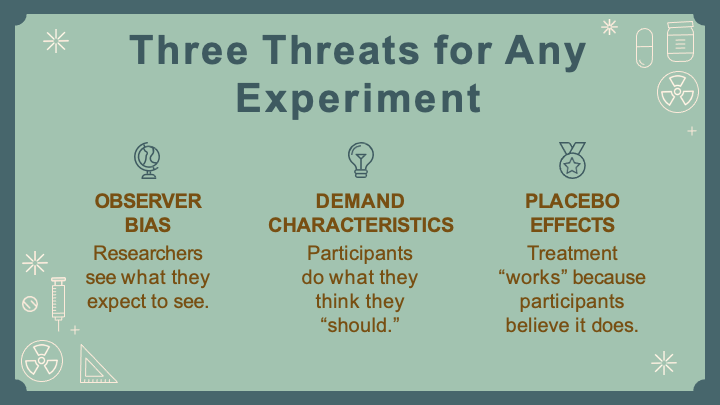 Three Threats for Any
Experiment
OBSERVER
BIAS
Researchers
see what they
expect to see.
DEMAND
CHARACTERISTICS
Participants
do what they
think they
“should.”
PLACEBO
EFFECTS
Treatment
“works” because
participants
believe it does.